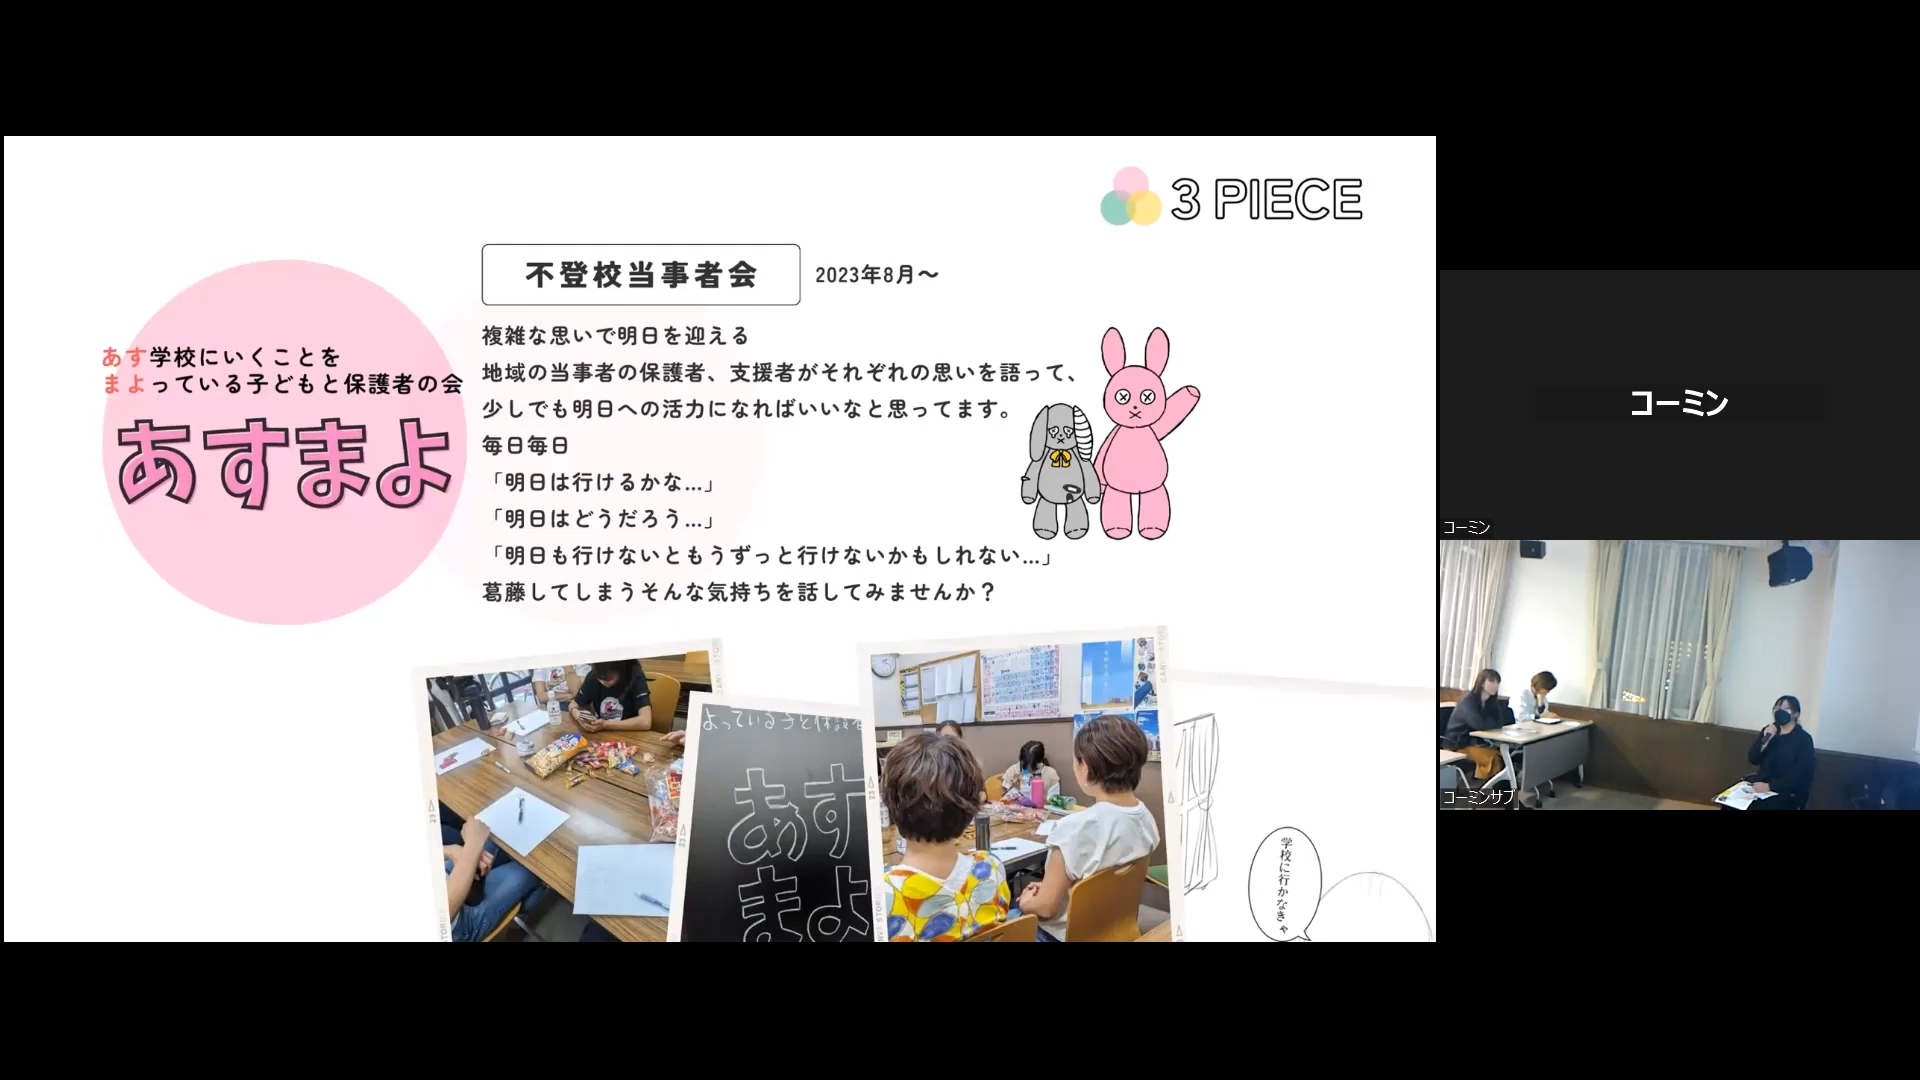 3 PIECE
不登校当事者会
2023年8月〜
あす学校にいくことを
まよっている子どもと保護者の会
あすまよ
複雑な思いで明日を迎える
地域の当事者の保護者、支援者がそれぞれの思いを語って、
少しでも明日への活力になればいいなと思ってます。
毎日毎日
「明日は行けるかな...」
「明日はどうだろう...」
「明日も行けないともうずっと行けないかもしれない...」
葛藤してしまうそんな気持ちを話してみませんか？
よっている子と保護者
あす
まよ
学校に行かなきゃ
コーミン
コーミン
コーミンサブ